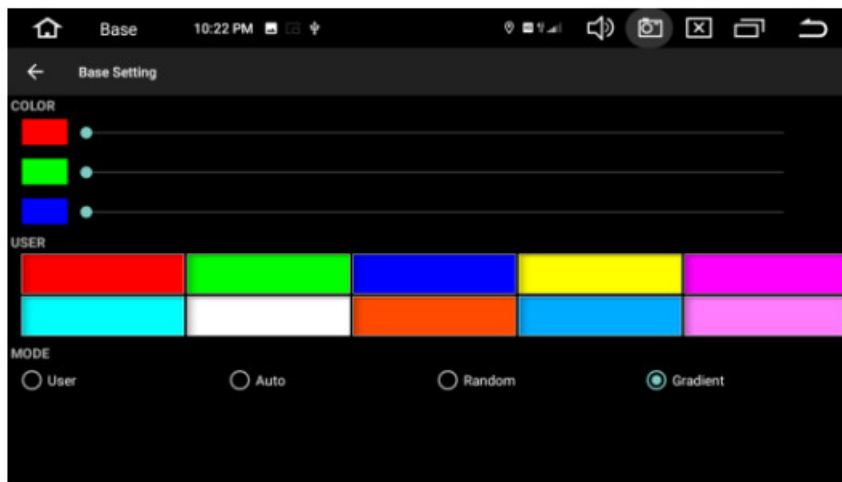 Base 10:22 PM
Base Setting
COLOR
USER
MODE
User Auto Random Gradient